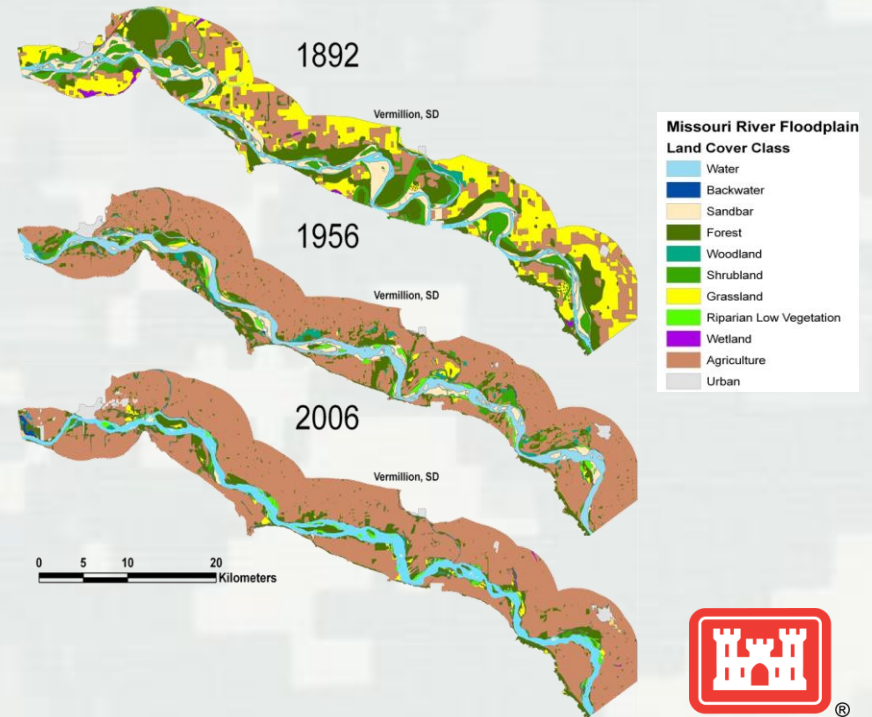 1892
Vermillion, SD
Missouri River Floodplain
Land Cover Class
Water
Backwater
Sandbar
Forest
Woodland
Shrubland
Grassland
Riparian Low Vegetation
Wetland
Agriculture
Urban
1956
Vermillion, SD
2006
Vermillion, SD
0 5 10 20
Kilometers
®